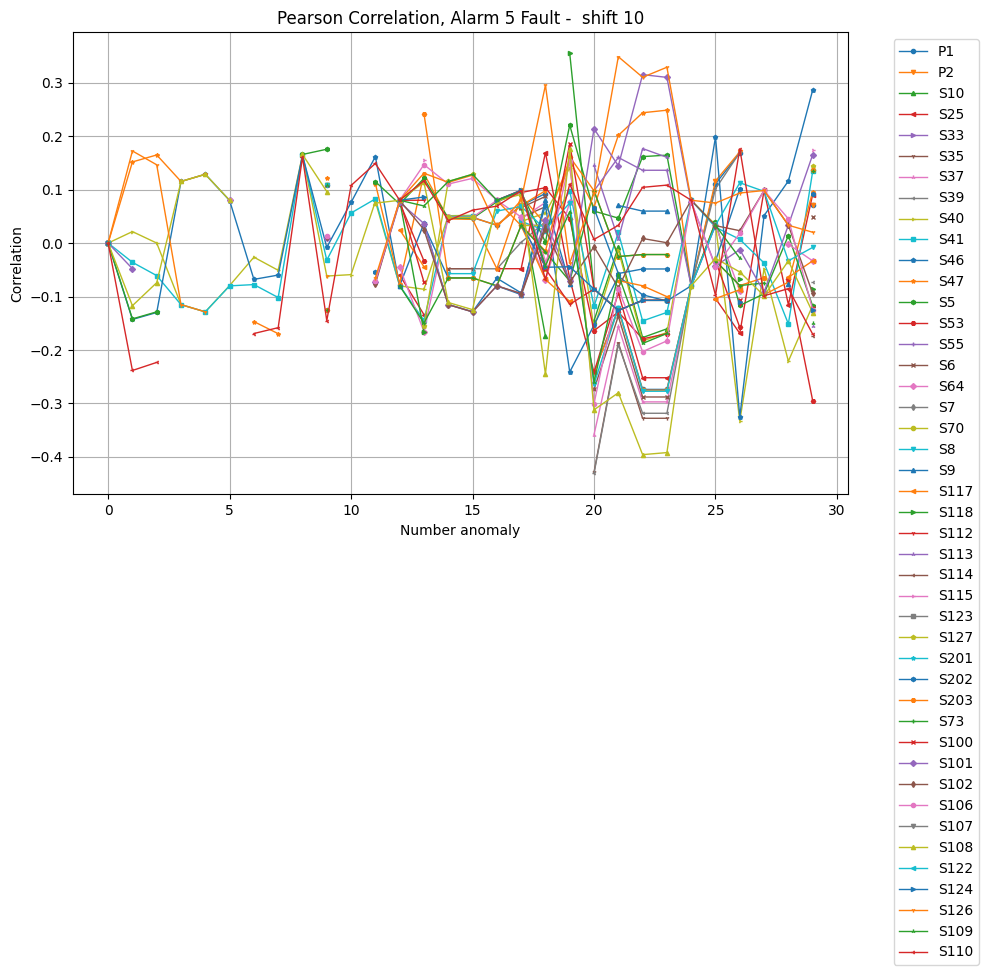 Pearson Correlation, Alarm 5 Fault -  shift 10
Correlation
0.3
0.2
0.1
0.0
−0.1
−0.2
−0.3
−0.4
0 5 10 15 20 25 30
Number anomaly
P1
P2
S10
S25
S33
S35
S37
S39
S40
S41
S46
S47
S5
S53
S55
S6
S64
S7
S70
S8
S9
S117
S118
S112
S113
S114
S115
S123
S127
S201
S202
S203
S73
S100
S101
S102
S106
S107
S108
S122
S124
S126
S109
S110